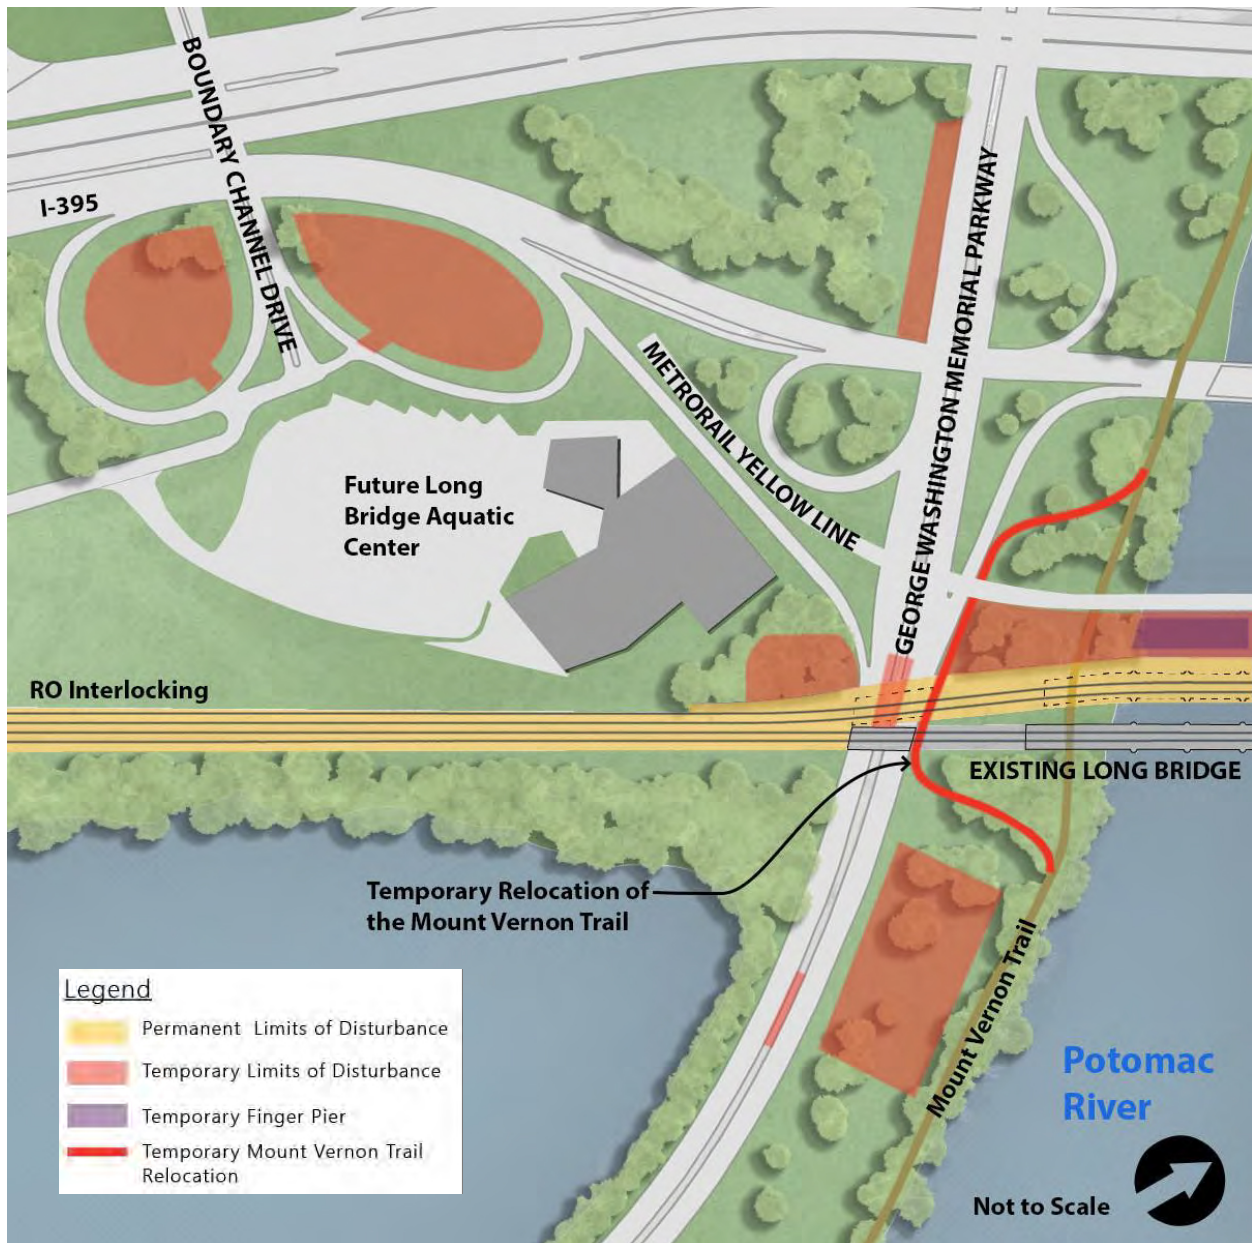 BOUNDARY CHANNEL DRIVE
I-395
GEORGE WASHINGTON MEMORIAL PARKWAY
METRORAIL YELLOW LINE
Future Long
Bridge Aquatic
Center
RO Interlocking
EXISTING LONG BRIDGE
Temporary Relocation of
the Mount Vernon Trail
Mount Vernon Trail
Legend
Permanent Limits of Disturbance
Temporary Limits of Disturbance
Temporary Finger Pier
Temporary Mount Vernon Trail
Relocation
Potomac
River
Not to Scale